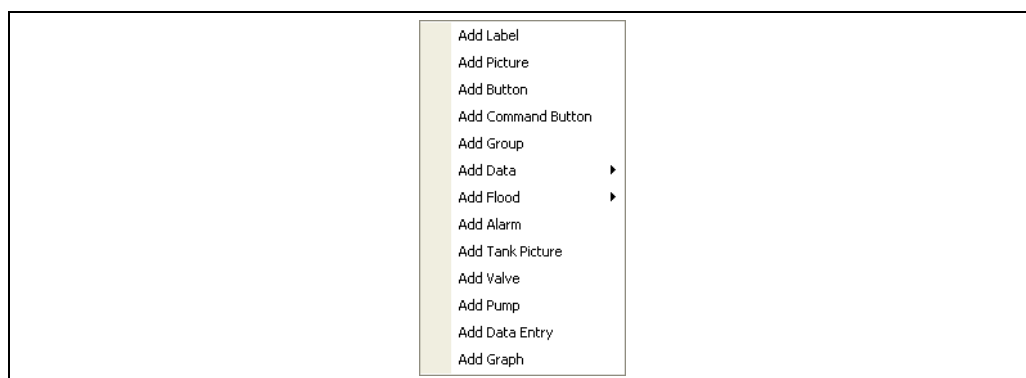 Add Label
Add Picture
Add Button
Add Command Button
Add Group
Add Data
Add Flood
Add Alarm
Add Tank Picture
Add Valve
Add Pump
Add Data Entry
Add Graph